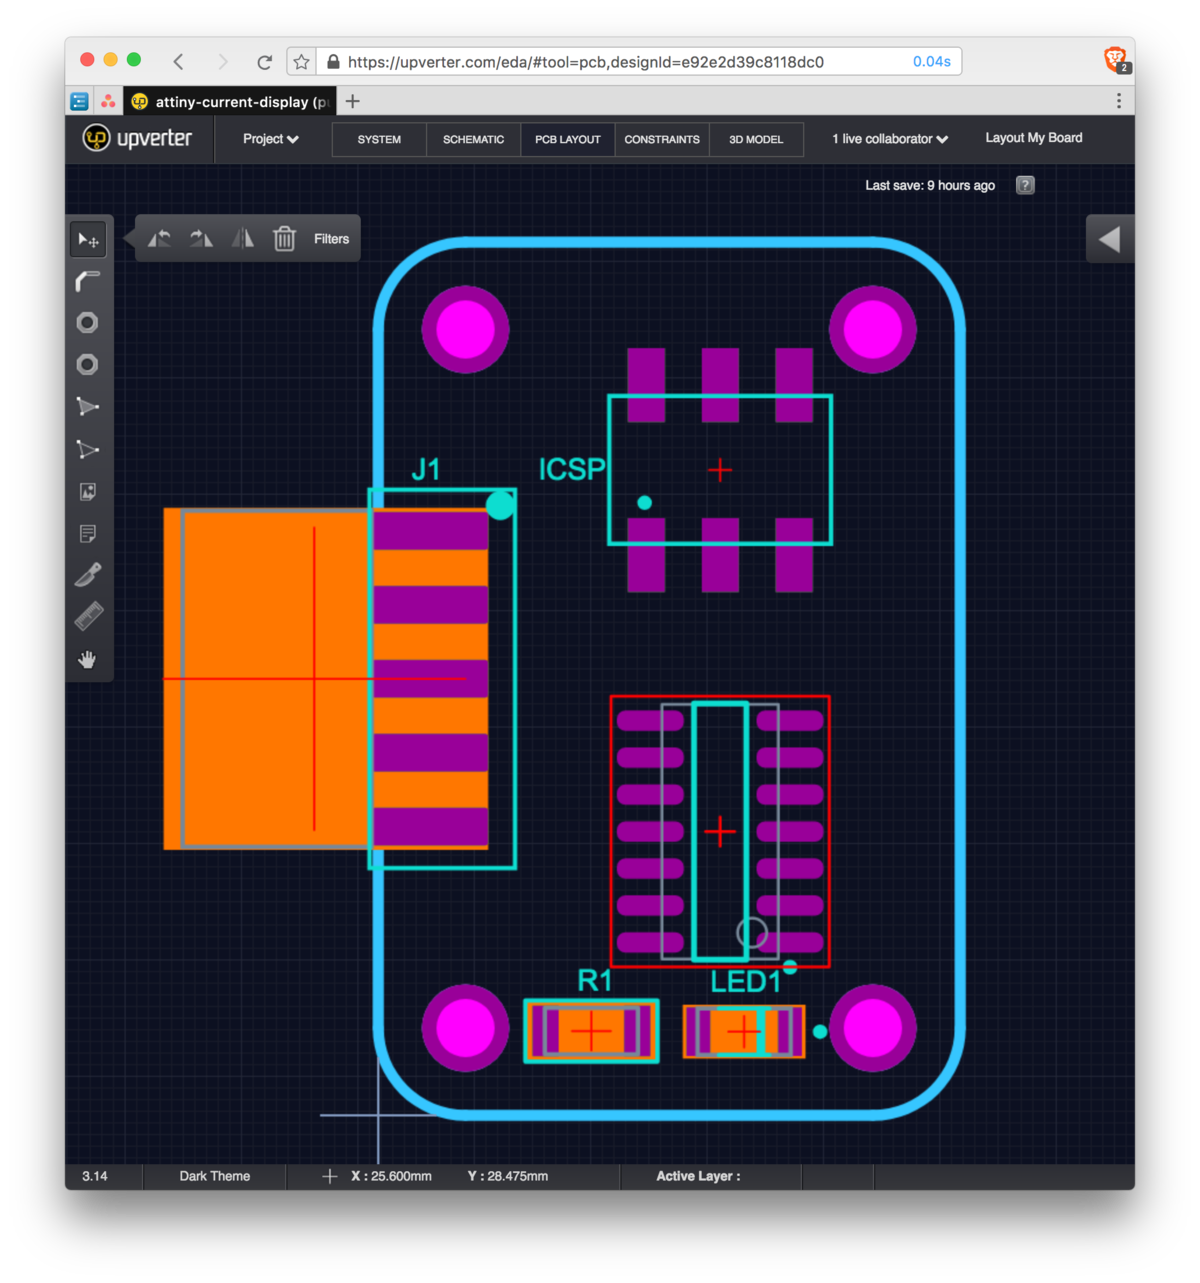 https://upverter.com/eda/#tool=pcb,designId=e92e2d39c8118dc0 0.04s
2
attiny-current-display (p
upverter Project SYSTEM SCHEMATIC PCB LAYOUT CONSTRAINTS 3D MODEL 1 live collaborator Layout My Board
Last save: 9 hours ago ?
Filters
J1
ICSP
R1
LED1
3.14 Dark Theme X : 25.600mm Y : 28.475mm Active Layer :